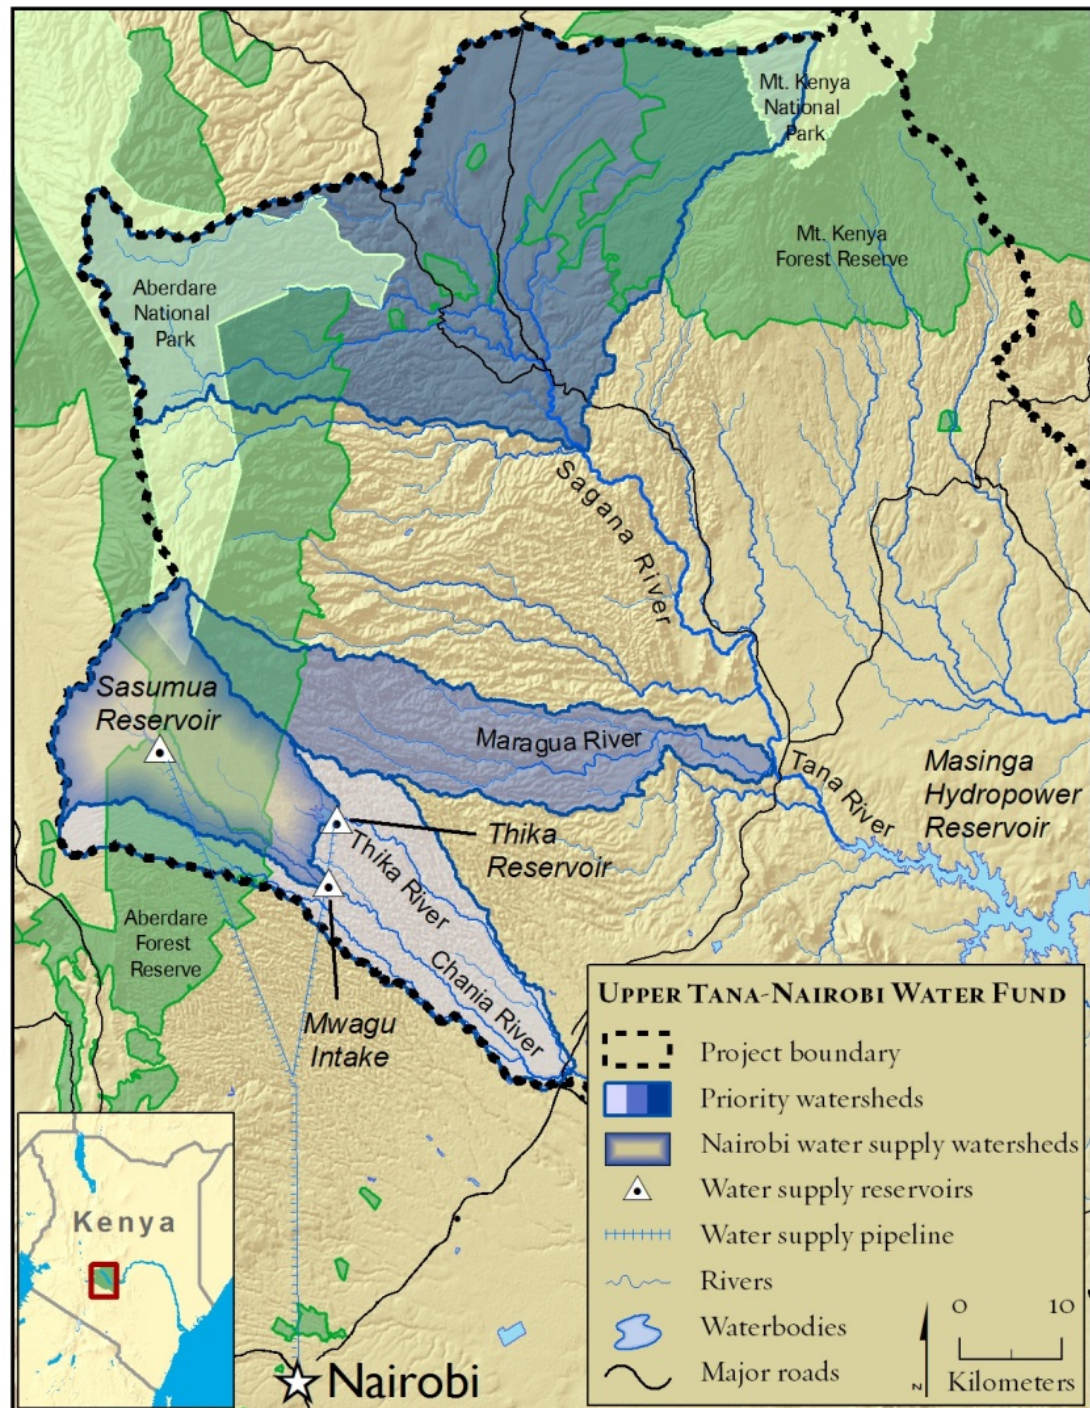 Mt. Kenya
National
Park
Mt. Kenya
Forest Reserve
Aberdare
National
Park
Sagana River
Sasumua
Reservoir
Maragua River
Tana River
Masinga
Hydropower
Reservoir
Thika
Reservoir
Thika River
Aberdare
Forest
Reserve
Chania River
Mwagu
Intake
UPPER TANA-NAIROBI WATER FUND
Project boundary
Priority watersheds
Nairobi water supply watersheds
Water supply reservoirs
Water supply pipeline
Rivers
Waterbodies
Major roads
0 10
Kilometers
N
Kenya
Nairobi